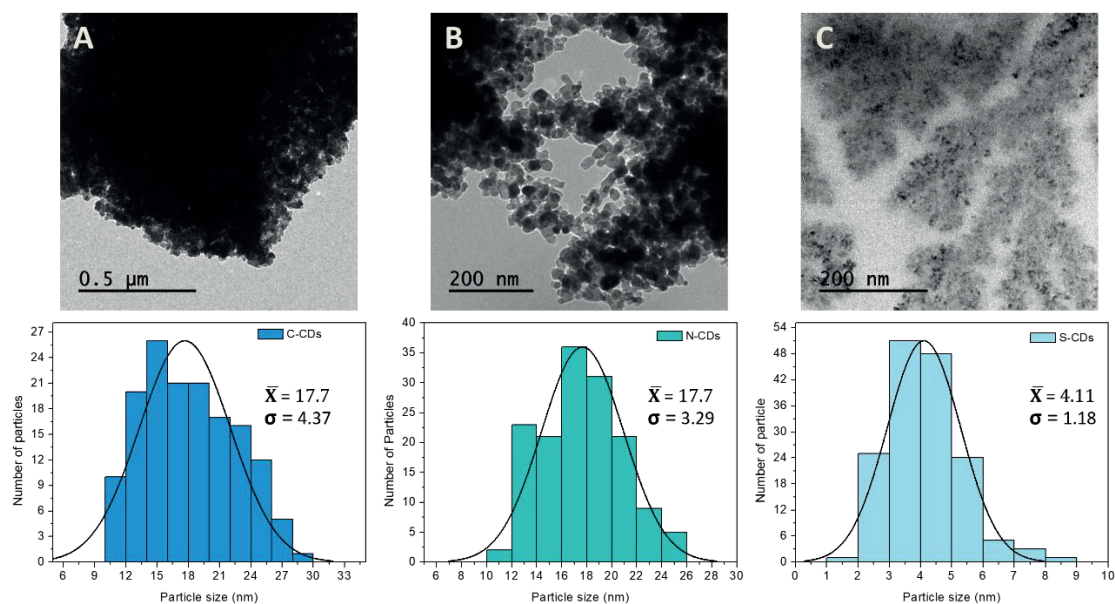 A
B
C
0.5 µm
200 nm
200 nm
27
24
21
18
15
12
9
6
3
0
Number of particles
C-CDs
X̄ = 17.7
σ = 4.37
6 9 12 15 18 21 24 27 30 33
Particle size (nm)
40
35
30
25
20
15
10
5
0
Number of Particles
N-CDs
X̄ = 17.7
σ = 3.29
6 8 10 12 14 16 18 20 22 24 26 28 30
Particle size (nm)
54
48
42
36
30
24
18
12
6
0
Number of particle
S-CDs
X̄ = 4.11
σ = 1.18
0 1 2 3 4 5 6 7 8 9 10
Particle size (nm)